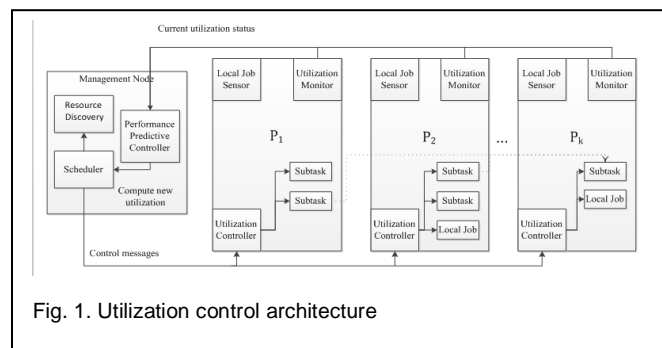 Current utilization status
Management Node
Resource
Discovery
Performance
Predictive
Controller
Scheduler
Compute new
utilization
Control messages
Local Job
Sensor
Utilization
Monitor
P1
Subtask
Subtask
Utilization
Controller
Local Job
Sensor
Utilization
Monitor
P2
Subtask
Subtask
Local Job
Utilization
Controller
...
Local Job
Sensor
Utilization
Monitor
Pk
Subtask
Local Job
Utilization
Controller
Fig. 1. Utilization control architecture